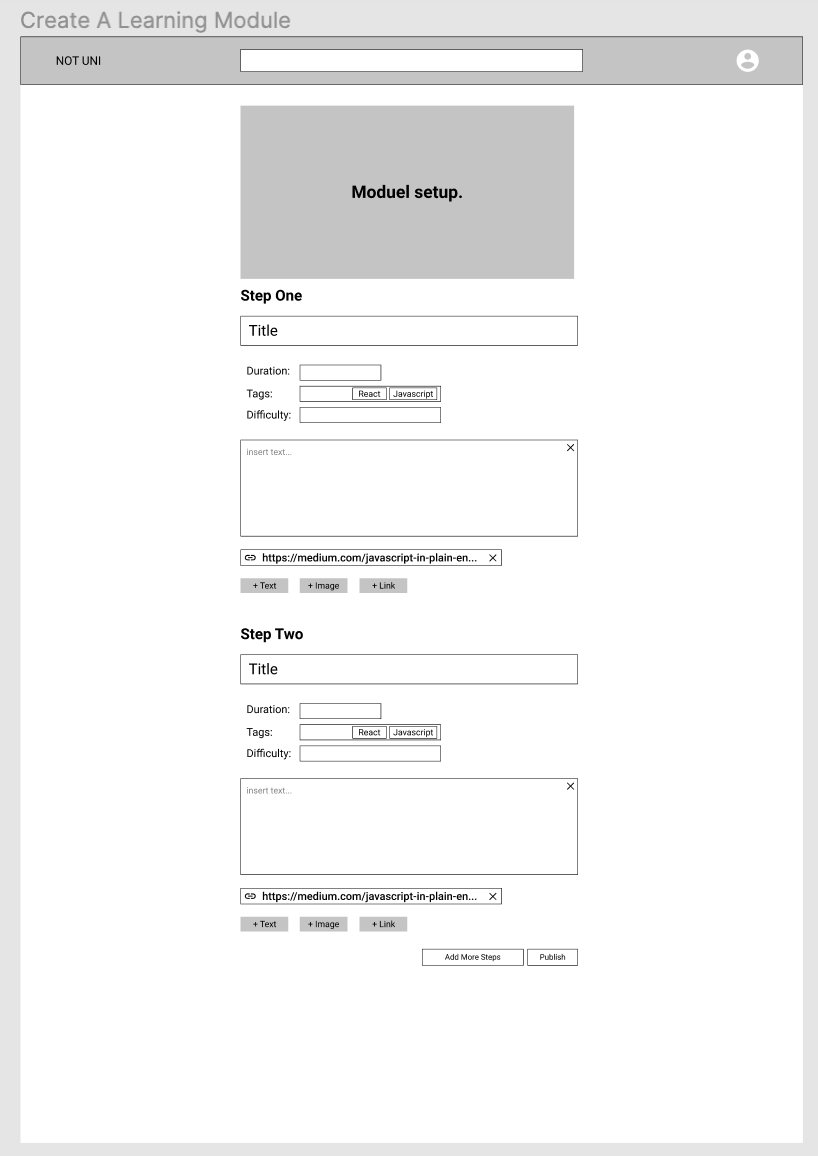 Create A Learning Module
NOT UNI
Moduel setup.
Step One
Title
Duration:
Tags: React Javascript
Difficulty:
insert text...
https://medium.com/javascript-in-plain-en...
+ Text + Image + Link
Step Two
Title
Duration:
Tags: React Javascript
Difficulty:
insert text...
https://medium.com/javascript-in-plain-en...
+ Text + Image + Link
Add More Steps Publish